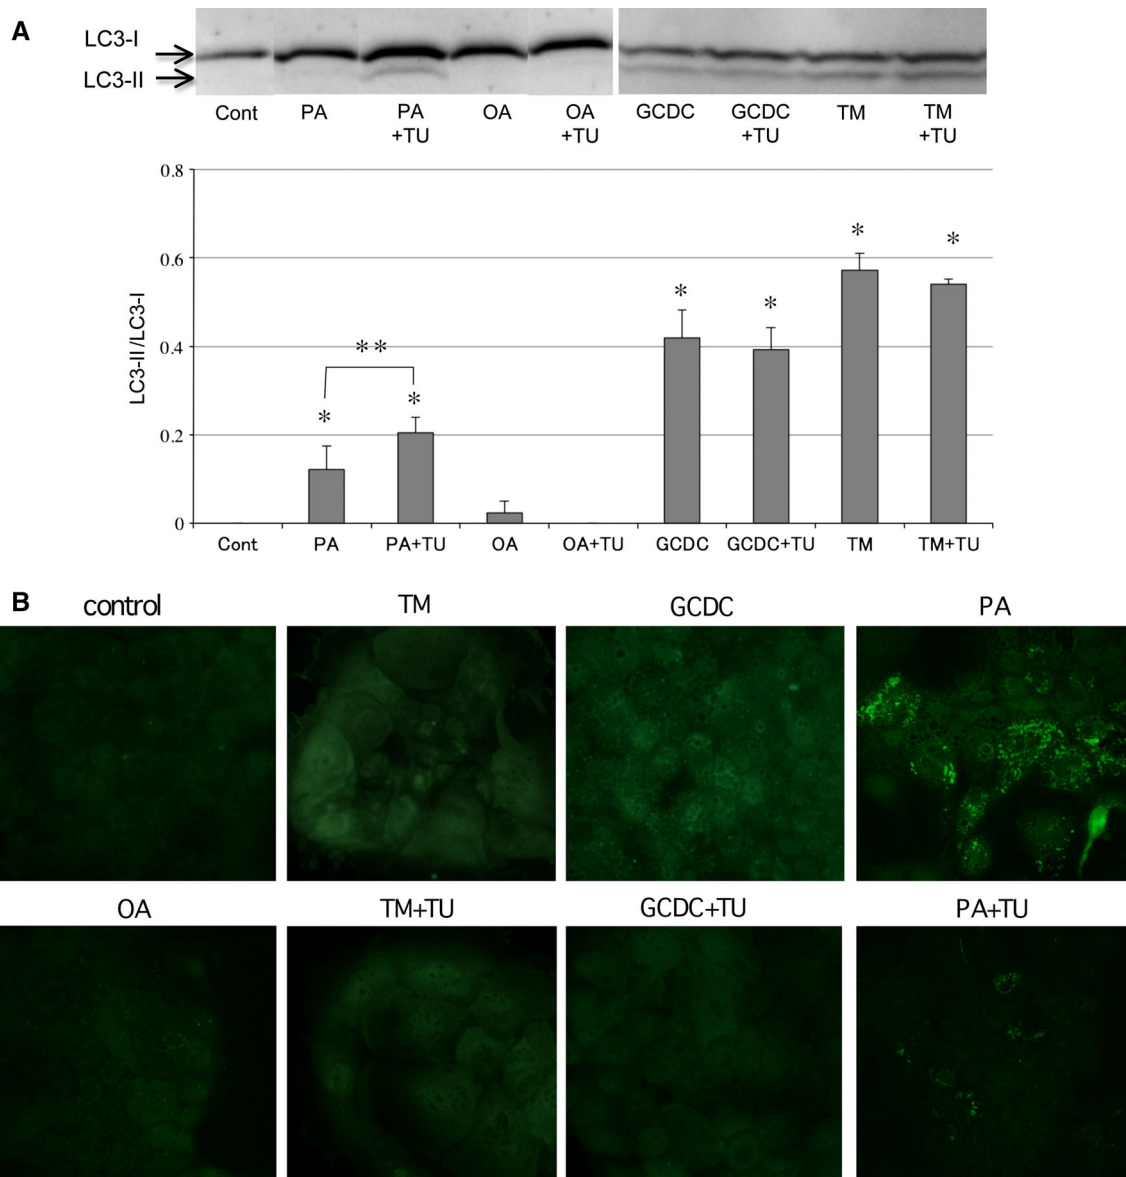 A
LC3-I
LC3-II
Cont PA PA +TU OA OA +TU GCDC GCDC +TU TM TM +TU
0.8
0.6
0.4
0.2
0
LC3-II/LC3-I
* ** * * * * *
Cont PA PA+TU OA OA+TU GCDC GCDC+TU TM TM+TU
B
control TM GCDC PA
OA TM+TU GCDC+TU PA+TU